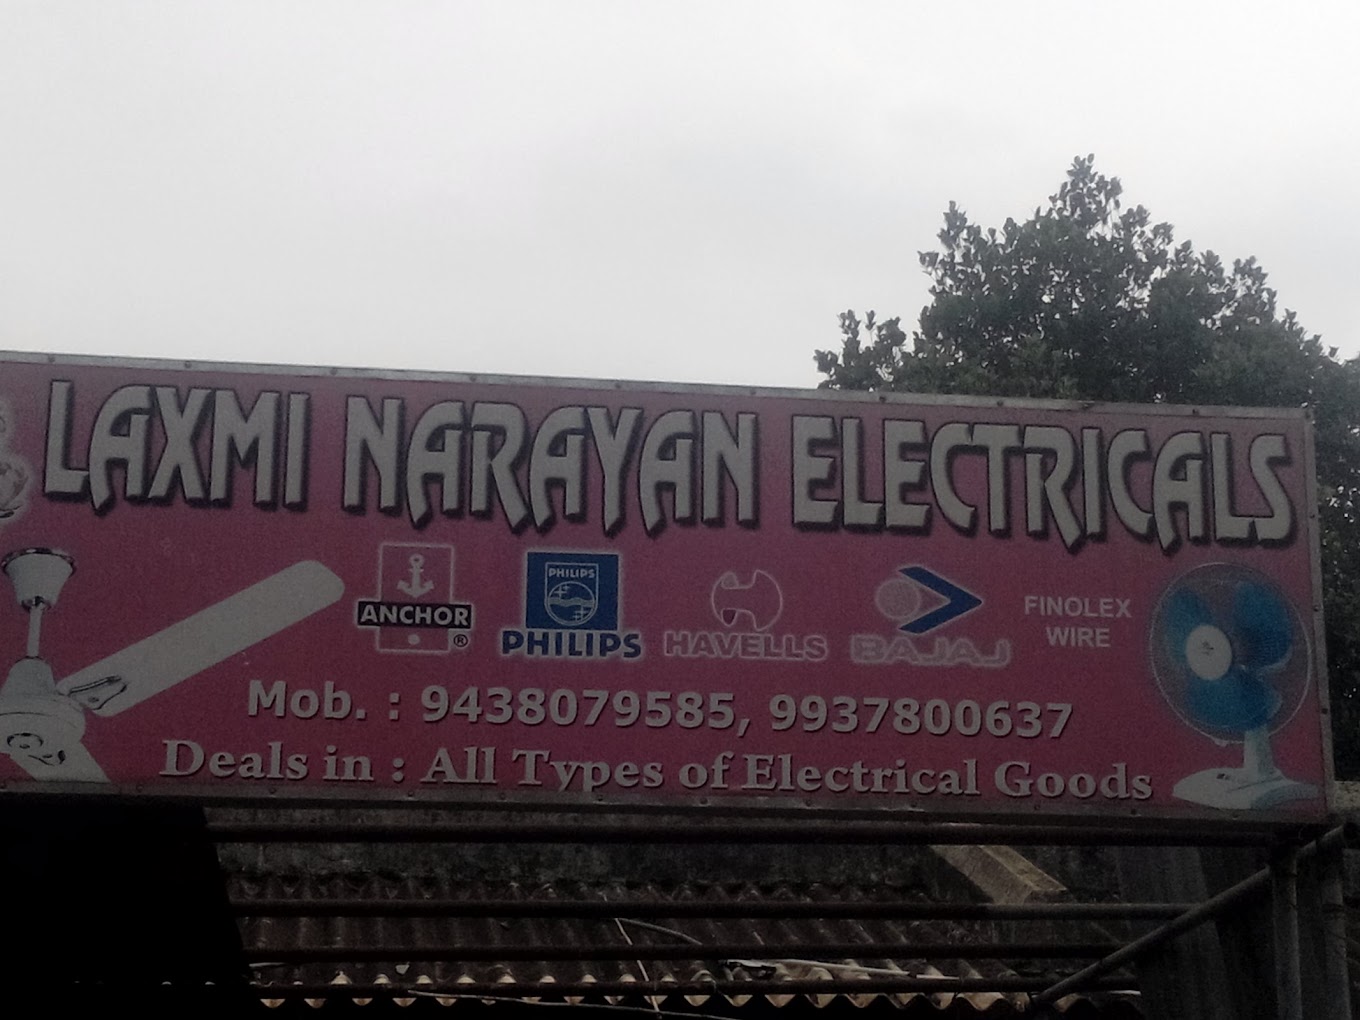 LAXMI NARAYAN ELECTRICALS
ANCHOR ®
PHILIPS
PHILIPS
HAVELLS
BAJAJ
FINOLEX
WIRE
Mob. : 9438079585, 9937800637
Deals in : All Types of Electrical Goods